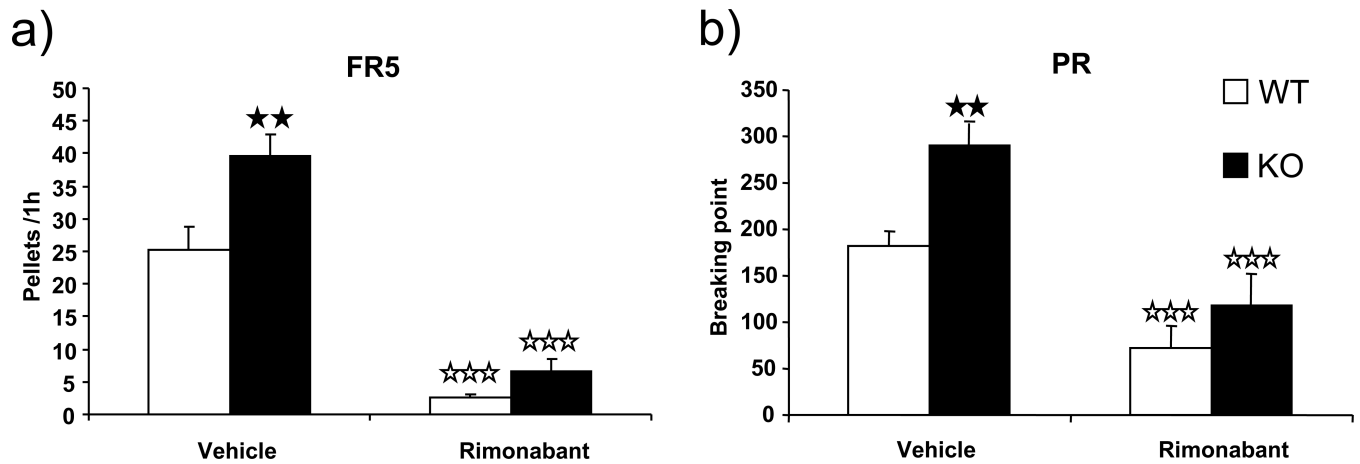 a)
FR5
Pellets /1h
50
45
40
35
30
25
20
15
10
5
0
★★
☆☆☆
☆☆☆
Vehicle
Rimonabant
b)
PR
Breaking point
350
300
250
200
150
100
50
0
★★
☆☆☆
☆☆☆
Vehicle
Rimonabant
WT
KO